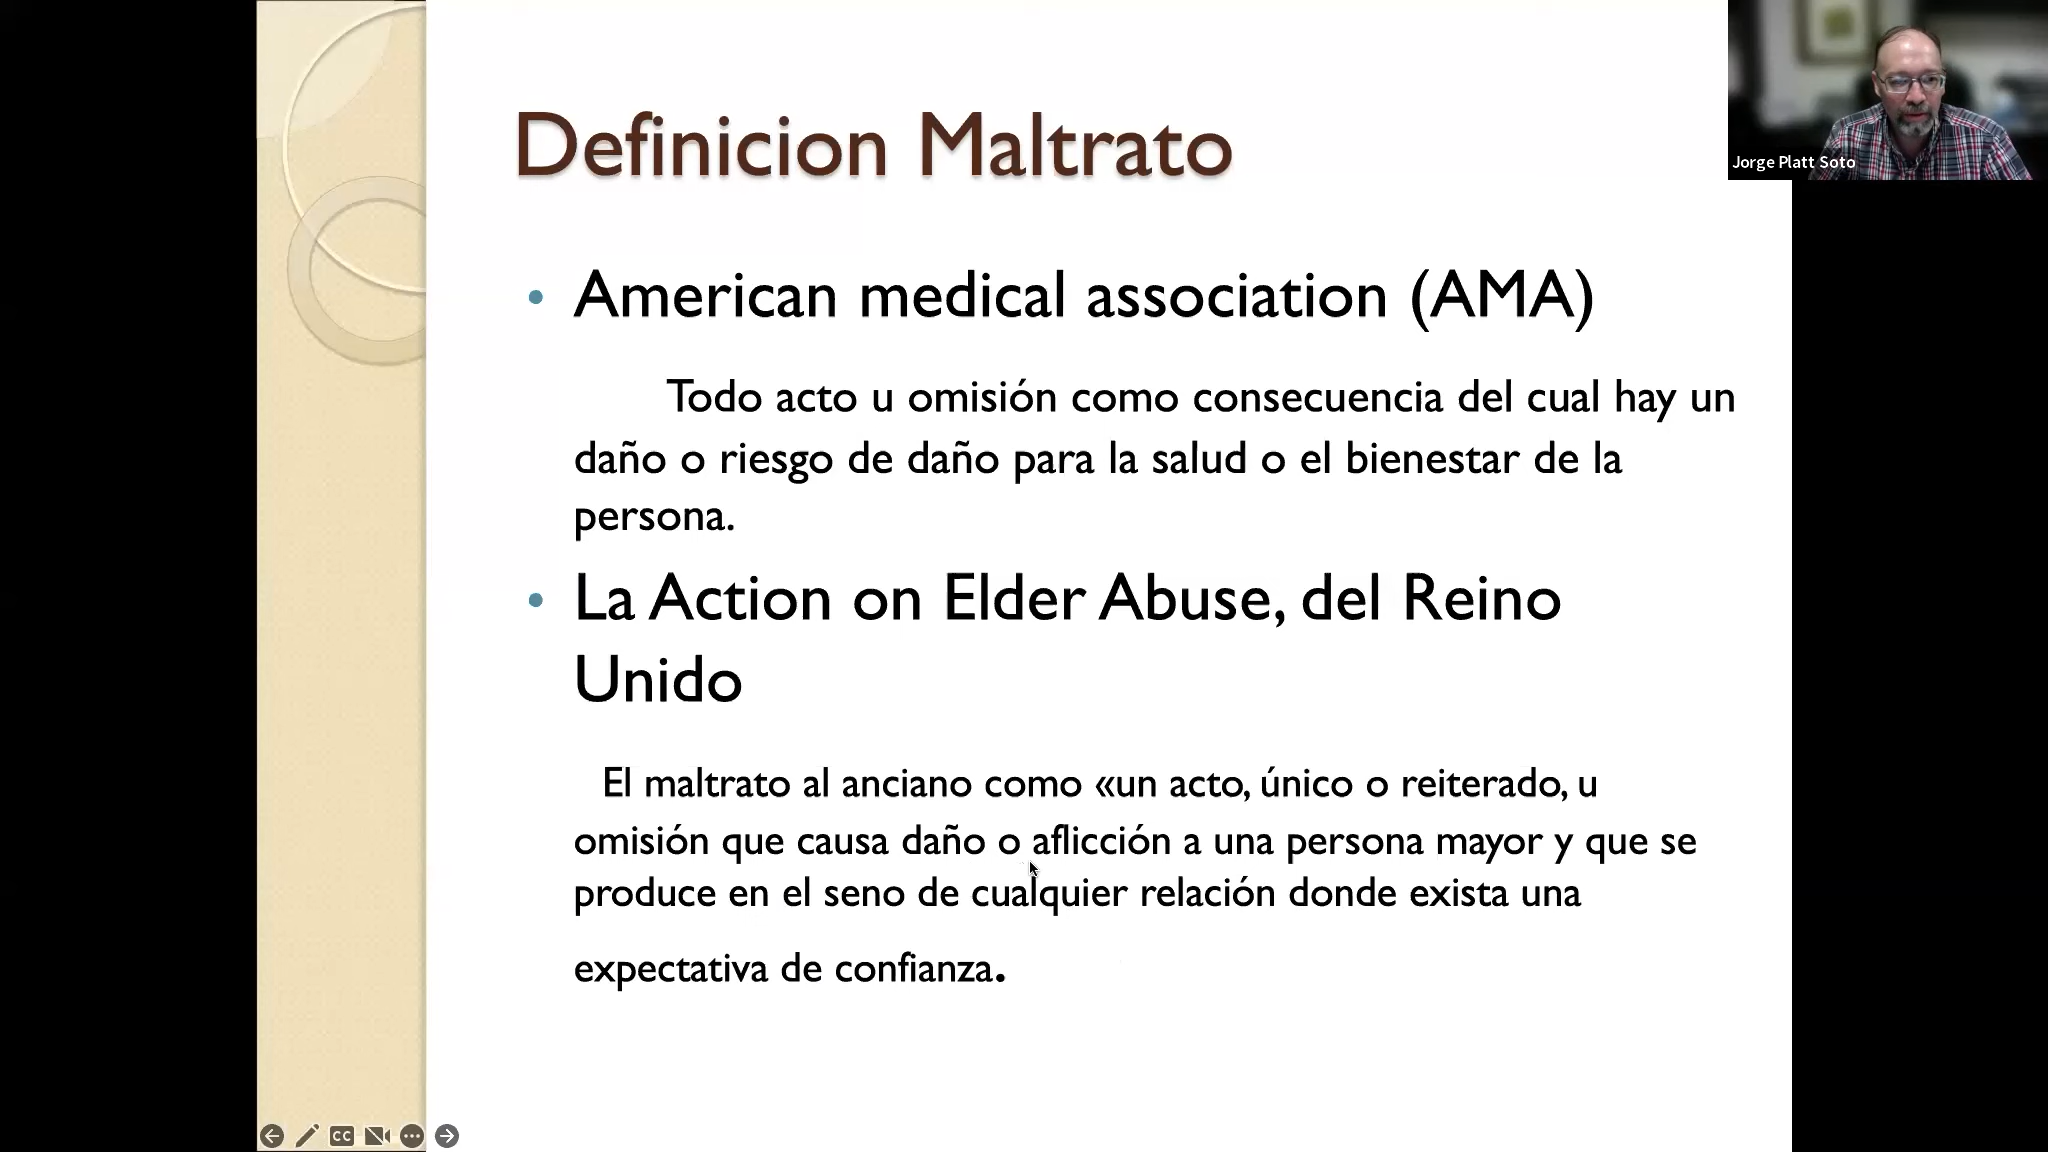 Definicion Maltrato
Jorge Platt Soto
• American medical association (AMA)
Todo acto u omisión como consecuencia del cual hay un
daño o riesgo de daño para la salud o el bienestar de la
persona.
• La Action on Elder Abuse, del Reino
Unido
El maltrato al anciano como «un acto, único o reiterado, u
omisión que causa daño o aflicción a una persona mayor y que se
produce en el seno de cualquier relación donde exista una
expectativa de confianza.
CC